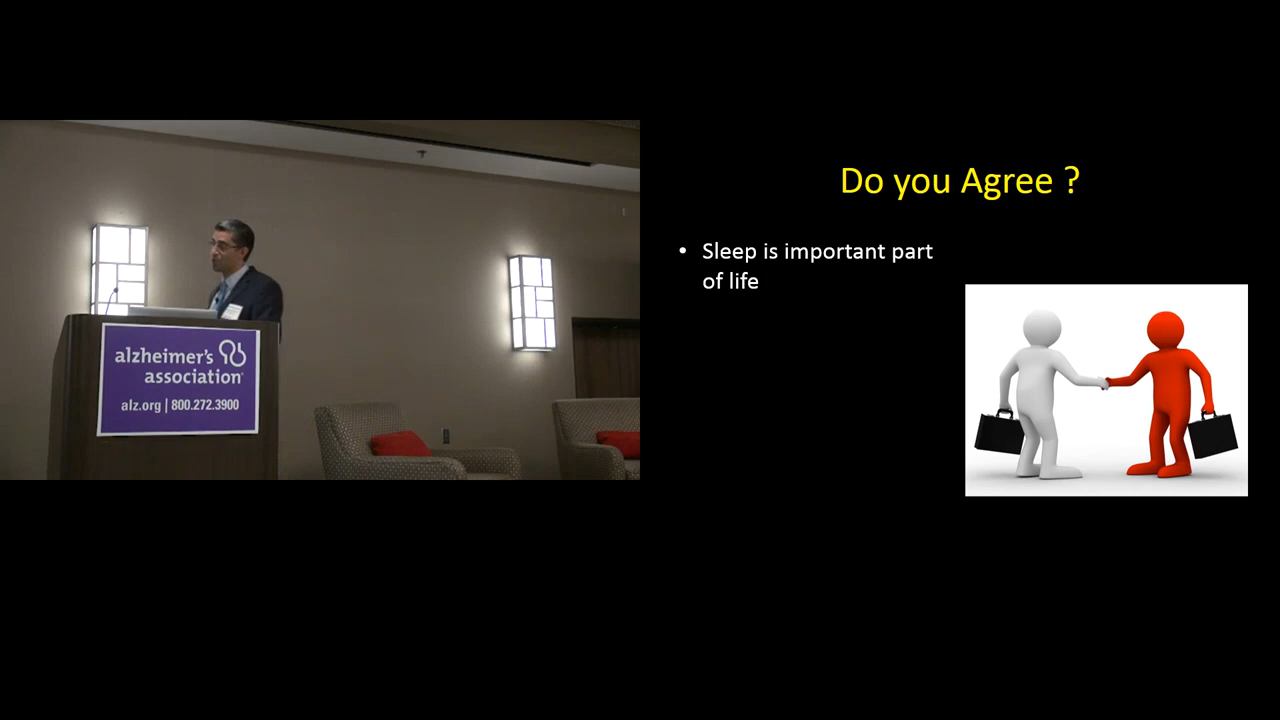 alzheimer's
association
alz.org | 800.272.3900
Do you Agree ?
• Sleep is important part
of life